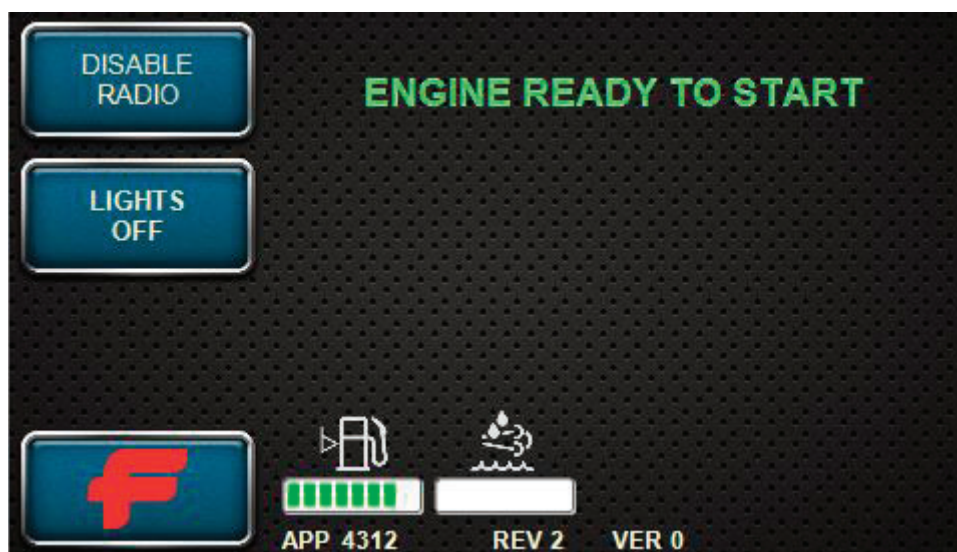 DISABLE
RADIO
ENGINE READY TO START
LIGHTS
OFF
APP 4312 REV 2 VER 0